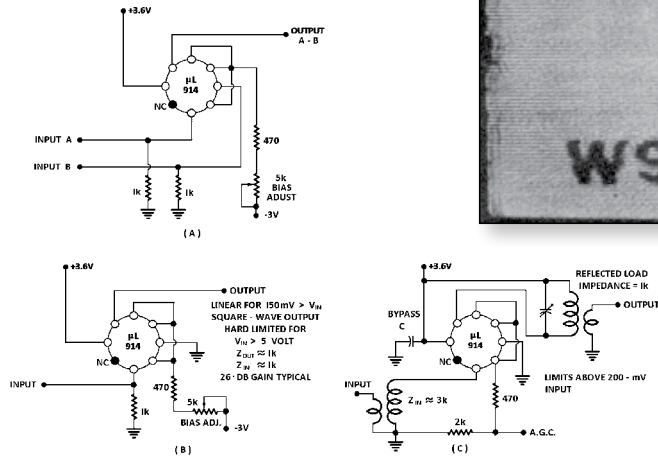 +3.6V
OUTPUT
A - B
µL
914
NC
INPUT A
470
INPUT B
5k
BIAS
ADUST
1k
1k
-3V
( A )
W9
+3.6V
OUTPUT
LINEAR FOR 150mV > VIN
SQUARE - WAVE OUTPUT
HARD LIMITED FOR
VIN > 5 VOLT
ZOUT ≈ 1k
ZIN ≈ 1k
26 - DB GAIN TYPICAL
µL
914
NC
INPUT
470
1k
5k
BIAS ADJ.
-3V
( B )
+3.6V
REFLECTED LOAD
IMPEDANCE = 1k
OUTPUT
BYPASS
C
µL
914
NC
LIMITS ABOVE 200 - mV
INPUT
INPUT
ZIN ≈ 3k
470
2k
A.G.C.
( C )